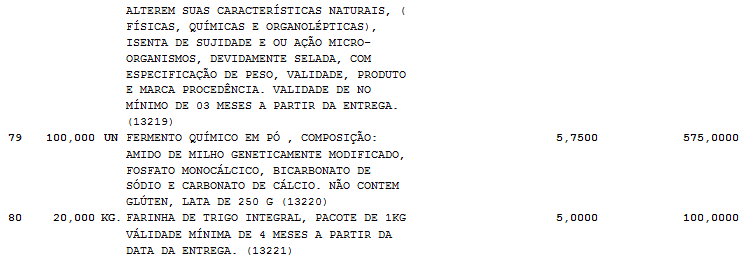 ALTEREM SUAS CARACTERÍSTICAS NATURAIS, (
FÍSICAS, QUÍMICAS E ORGANOLÉPTICAS),
ISENTA DE SUJIDADE E OU AÇÃO MICRO-
ORGANISMOS, DEVIDAMENTE SELADA, COM
ESPECIFICAÇÃO DE PESO, VALIDADE, PRODUTO
E MARCA PROCEDÊNCIA. VALIDADE DE NO
MÍNIMO DE 03 MESES A PARTIR DA ENTREGA.
(13219)
79 100,000 UN FERMENTO QUÍMICO EM PÓ , COMPOSIÇÃO: 5,7500 575,0000
AMIDO DE MILHO GENETICAMENTE MODIFICADO,
FOSFATO MONOCÁLCICO, BICARBONATO DE
SÓDIO E CARBONATO DE CÁLCIO. NÃO CONTEM
GLÚTEN, LATA DE 250 G (13220)
80 20,000 KG. FARINHA DE TRIGO INTEGRAL, PACOTE DE 1KG 5,0000 100,0000
VÁLIDADE MÍNIMA DE 4 MESES A PARTIR DA
DATA DA ENTREGA. (13221)